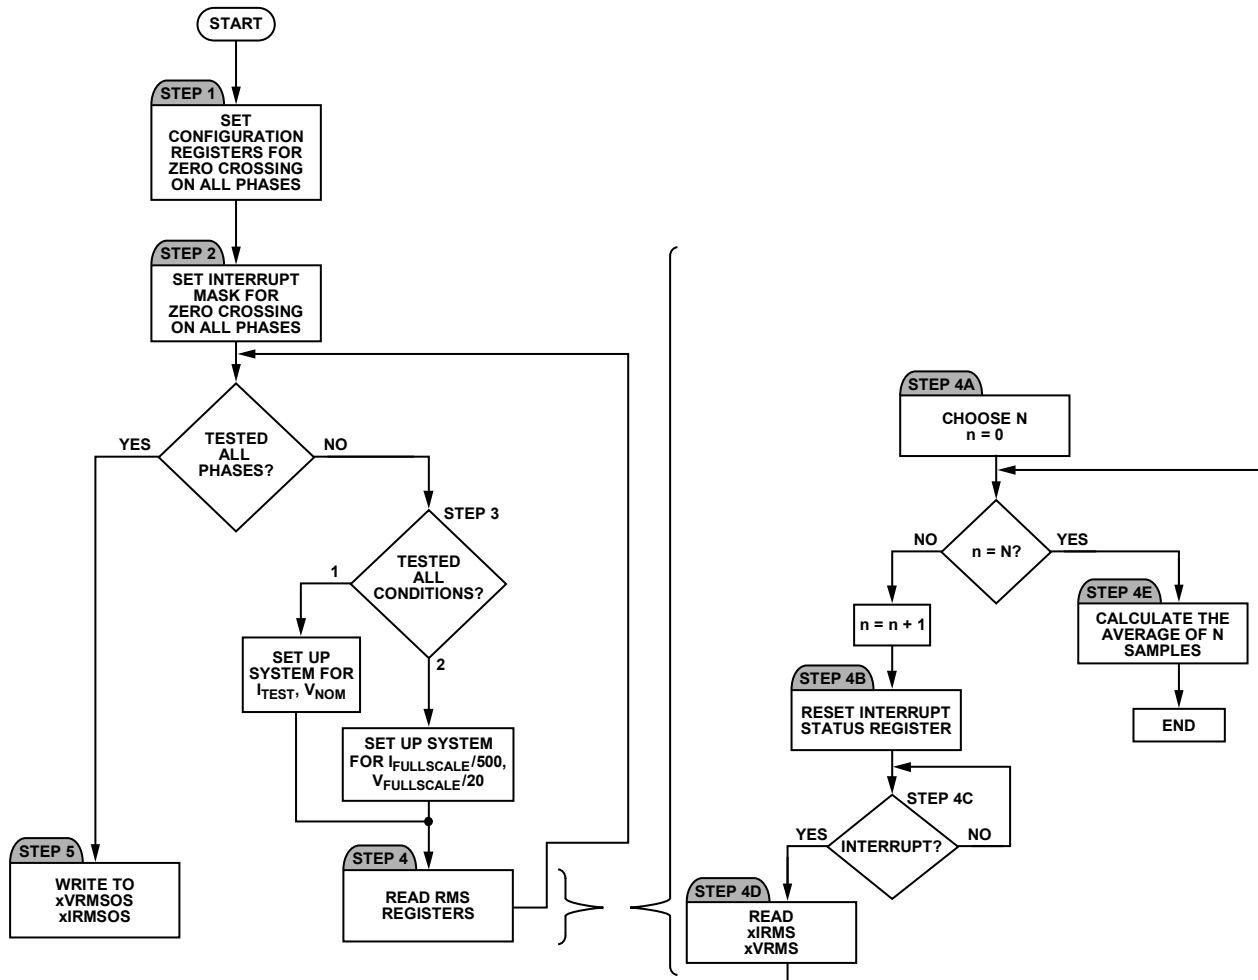 START
STEP 1
SET
CONFIGURATION
REGISTERS FOR
ZERO CROSSING
ON ALL PHASES
STEP 2
SET INTERRUPT
MASK FOR
ZERO CROSSING
ON ALL PHASES
TESTED
ALL
PHASES?
YES
NO
STEP 3
TESTED
ALL
CONDITIONS?
1
2
SET UP
SYSTEM FOR
ITEST, VNOM
SET UP SYSTEM
FOR IFULLSCALE/500,
VFULLSCALE/20
STEP 4
READ RMS
REGISTERS
STEP 5
WRITE TO
xVRMSOS
xIRMSOS
STEP 4A
CHOOSE N
n = 0
n = N?
NO
YES
n = n + 1
STEP 4B
RESET INTERRUPT
STATUS REGISTER
STEP 4C
INTERRUPT?
YES
NO
STEP 4D
READ
xIRMS
xVRMS
STEP 4E
CALCULATE THE
AVERAGE OF N
SAMPLES
END